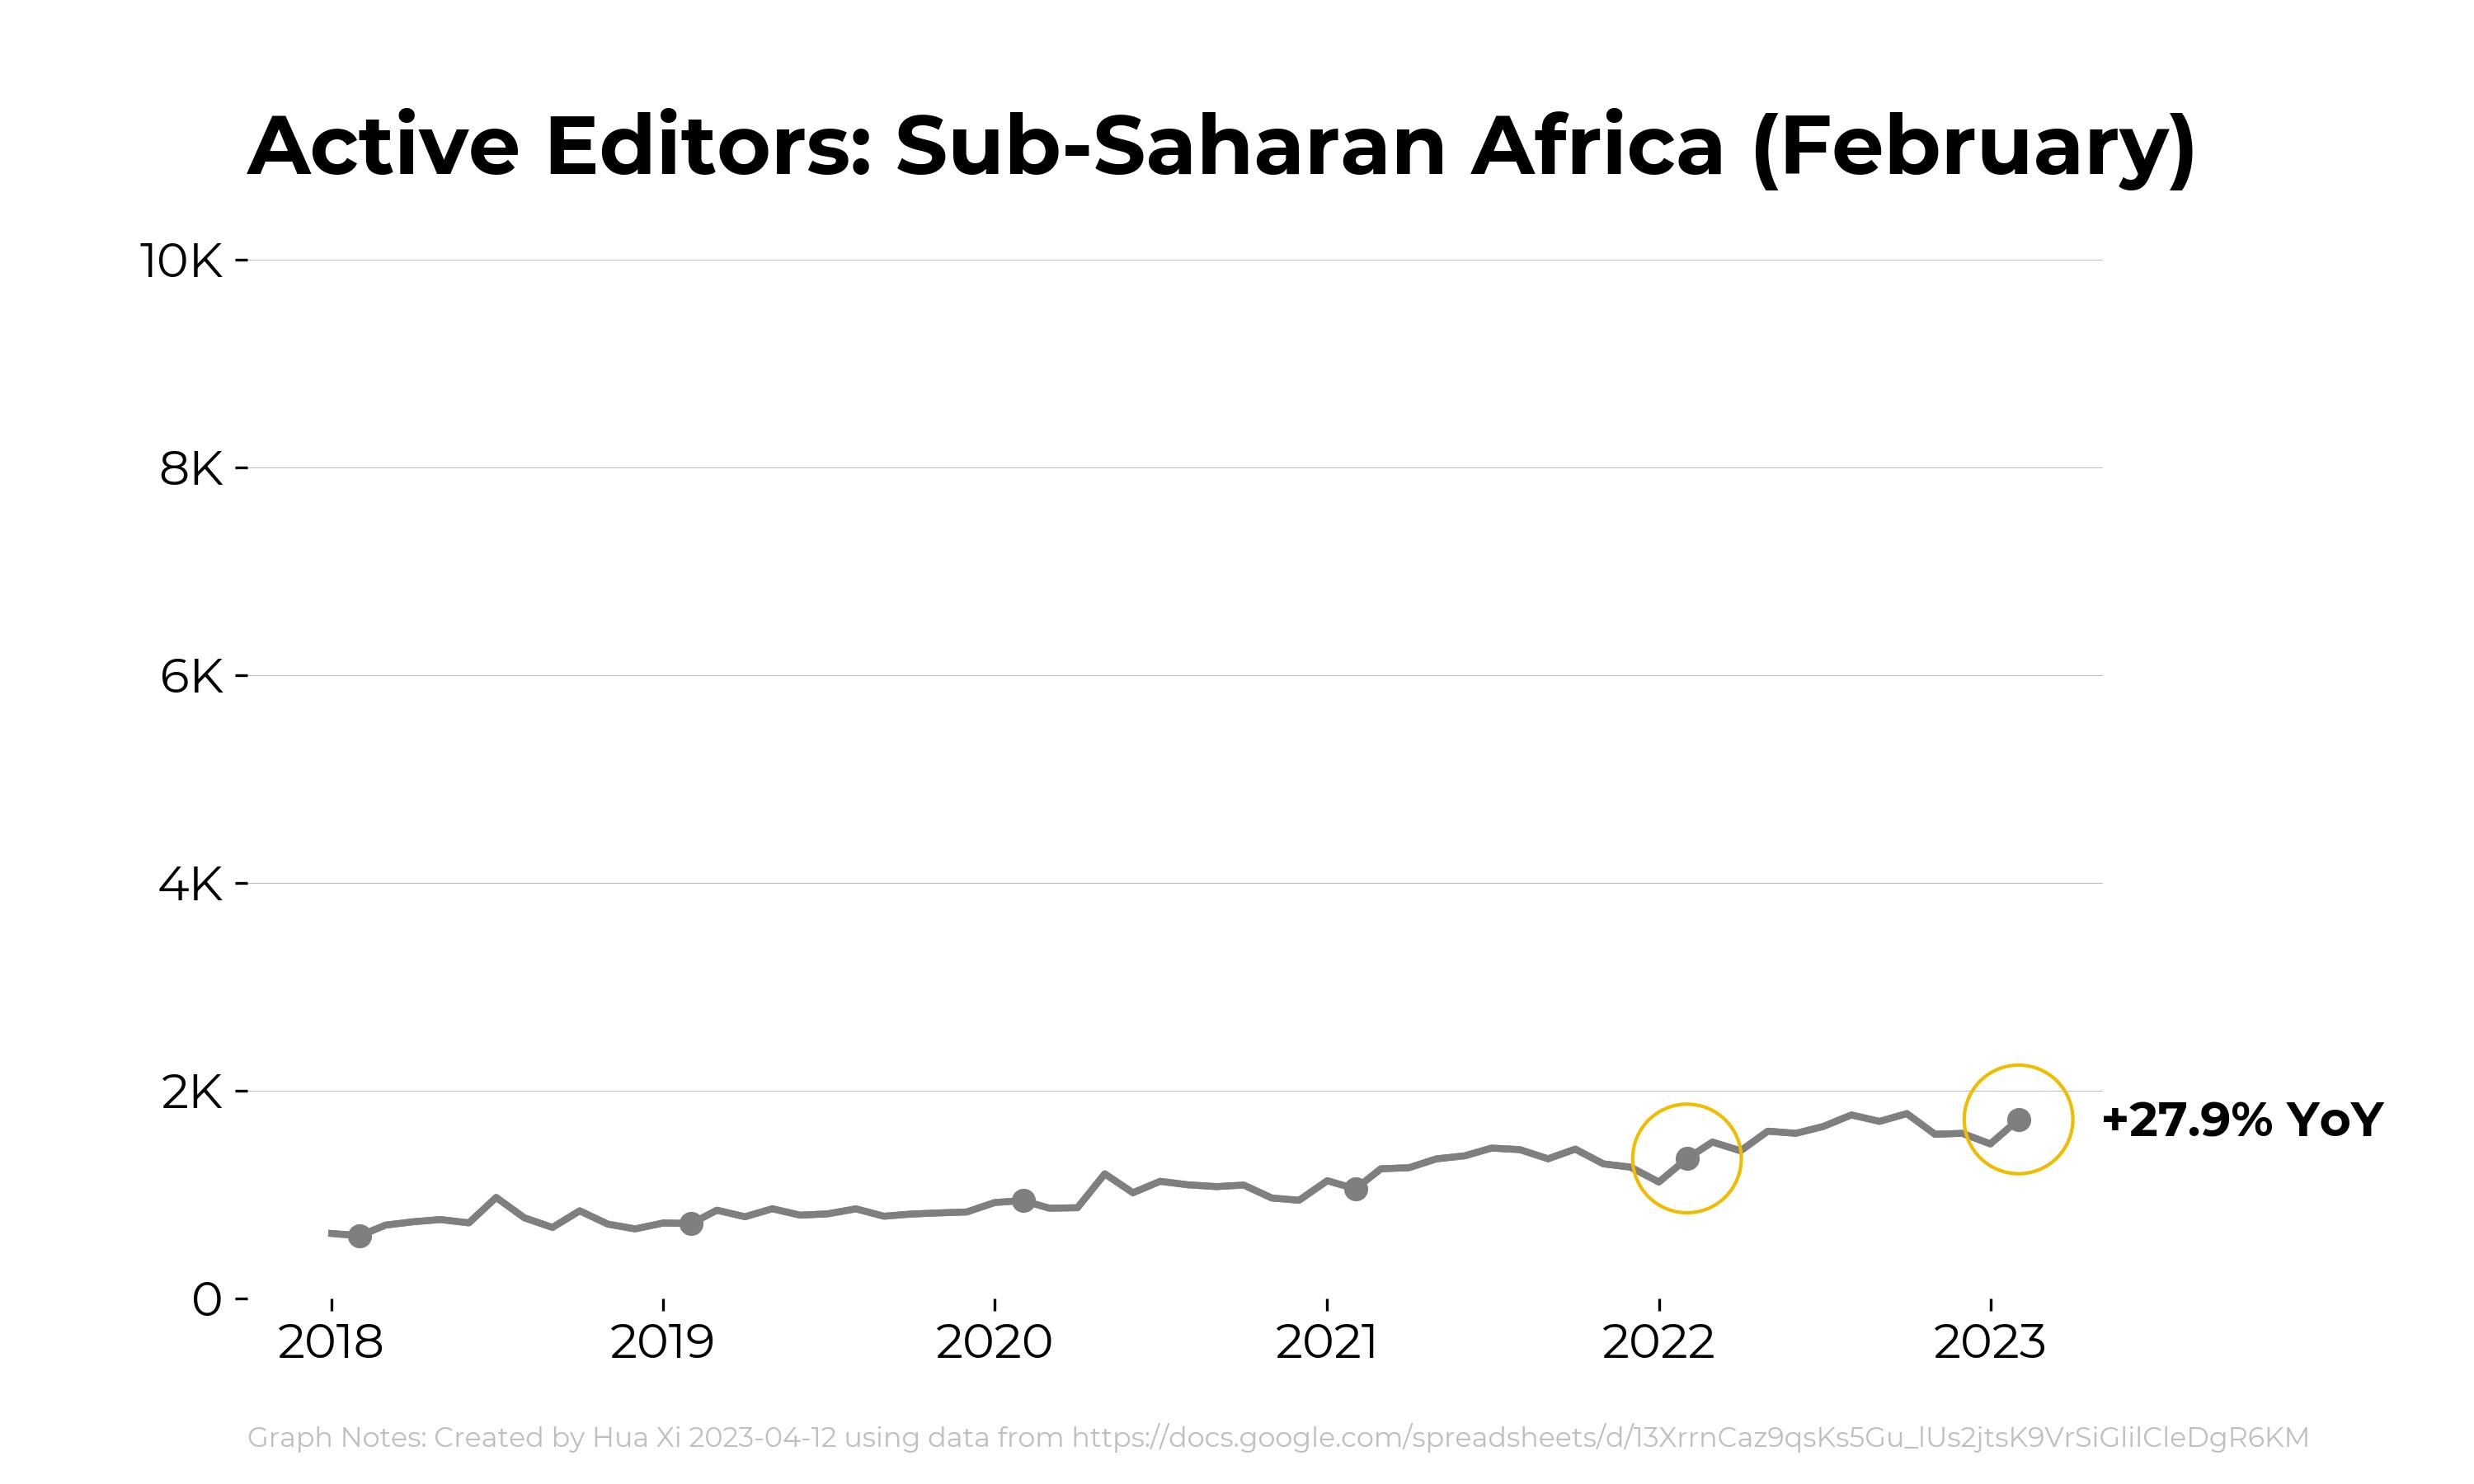 Active Editors: Sub-Saharan Africa (February)
10K
8K
6K
4K
2K
+27.9% YoY
0
2018 2019 2020 2021 2022 2023
Graph Notes: Created by Hua Xi 2023-04-12 using data from https://docs.google.com/spreadsheets/d/13XrrnCaz9qsKs5Gu_lUs2jtsK9VrSiGlilCleDgR6KM